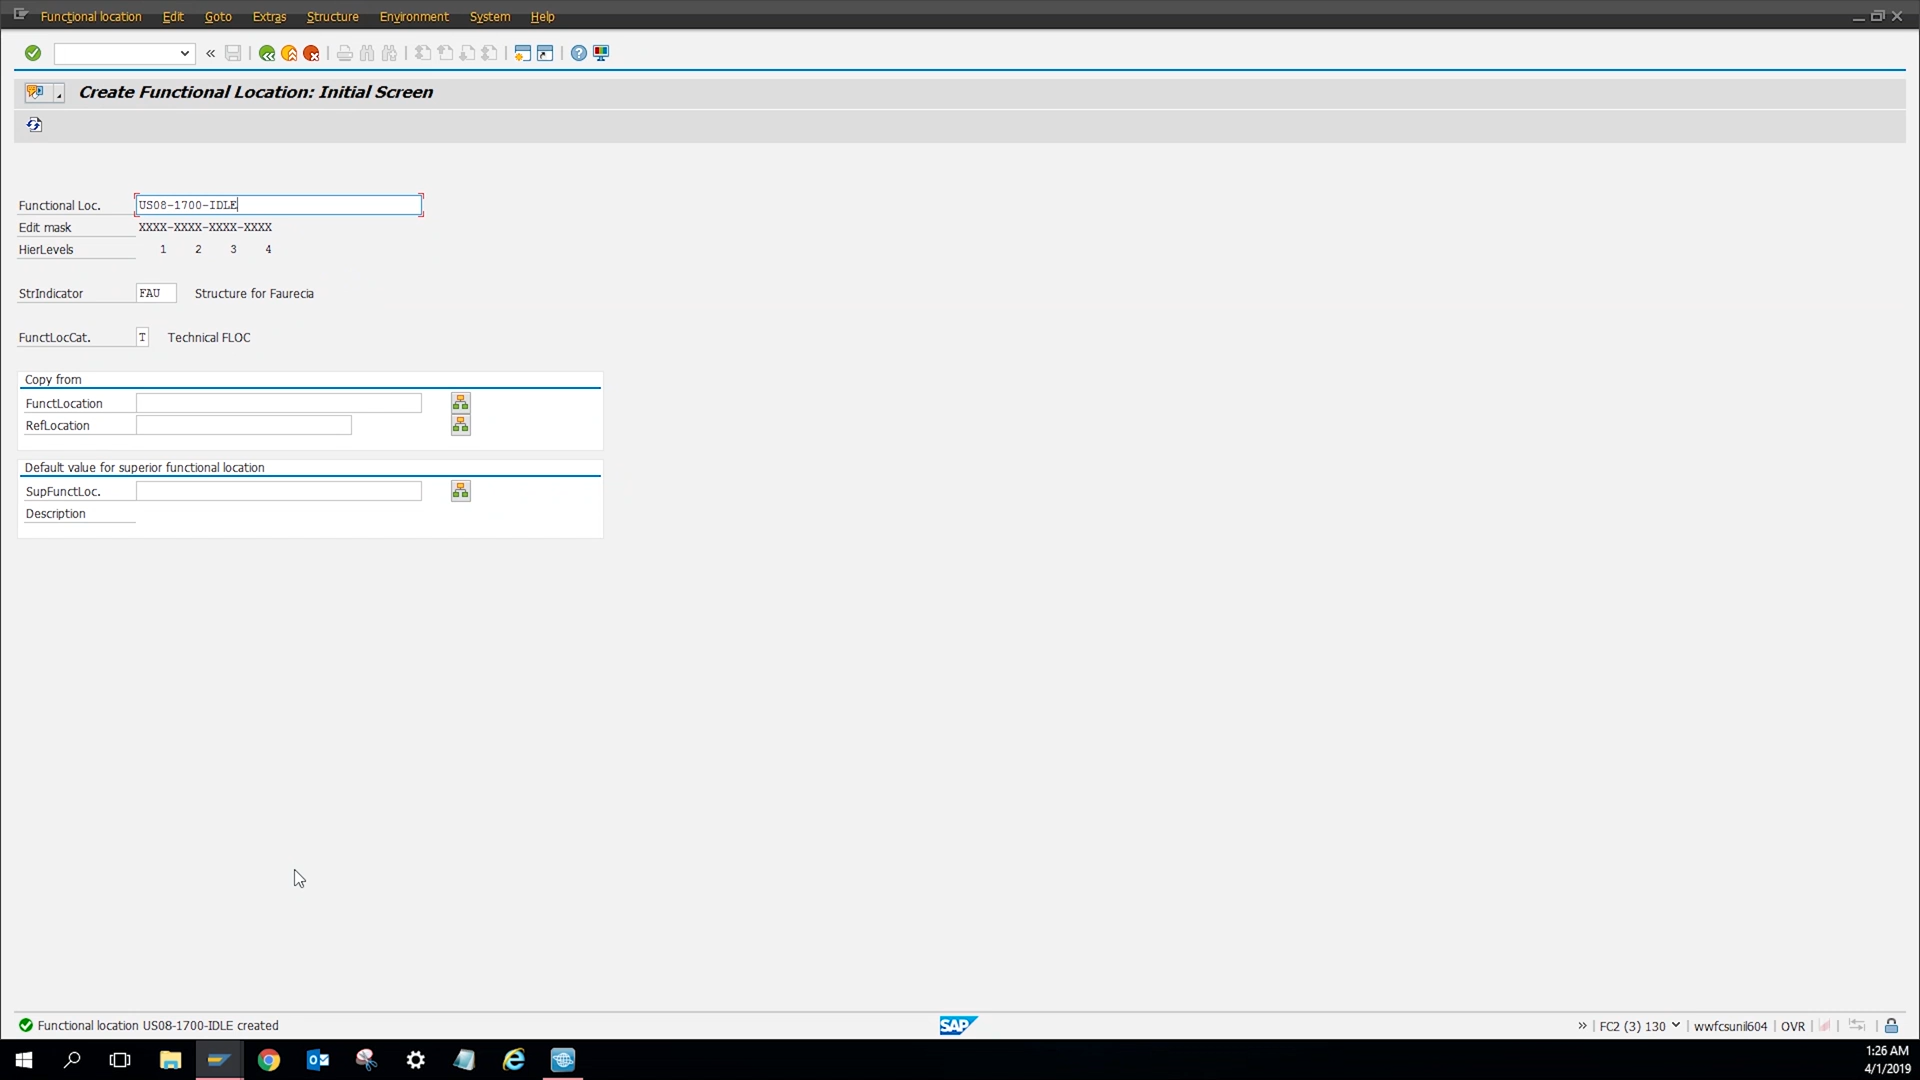 Functional location Edit Goto Extras Structure Environment System Help
Create Functional Location: Initial Screen
Functional Loc. US08-1700-IDLE
Edit mask XXXX-XXXX-XXXX-XXXX
HierLevels 1 2 3 4
StrIndicator FAU Structure for Faurecia
FunctLocCat. T Technical FLOC
Copy from
FunctLocation
RefLocation
Default value for superior functional location
SupFunctLoc.
Description
Functional location US08-1700-IDLE created SAP FC2 (3) 130 wwfcsunil604 OVR
1:26 AM
4/1/2019